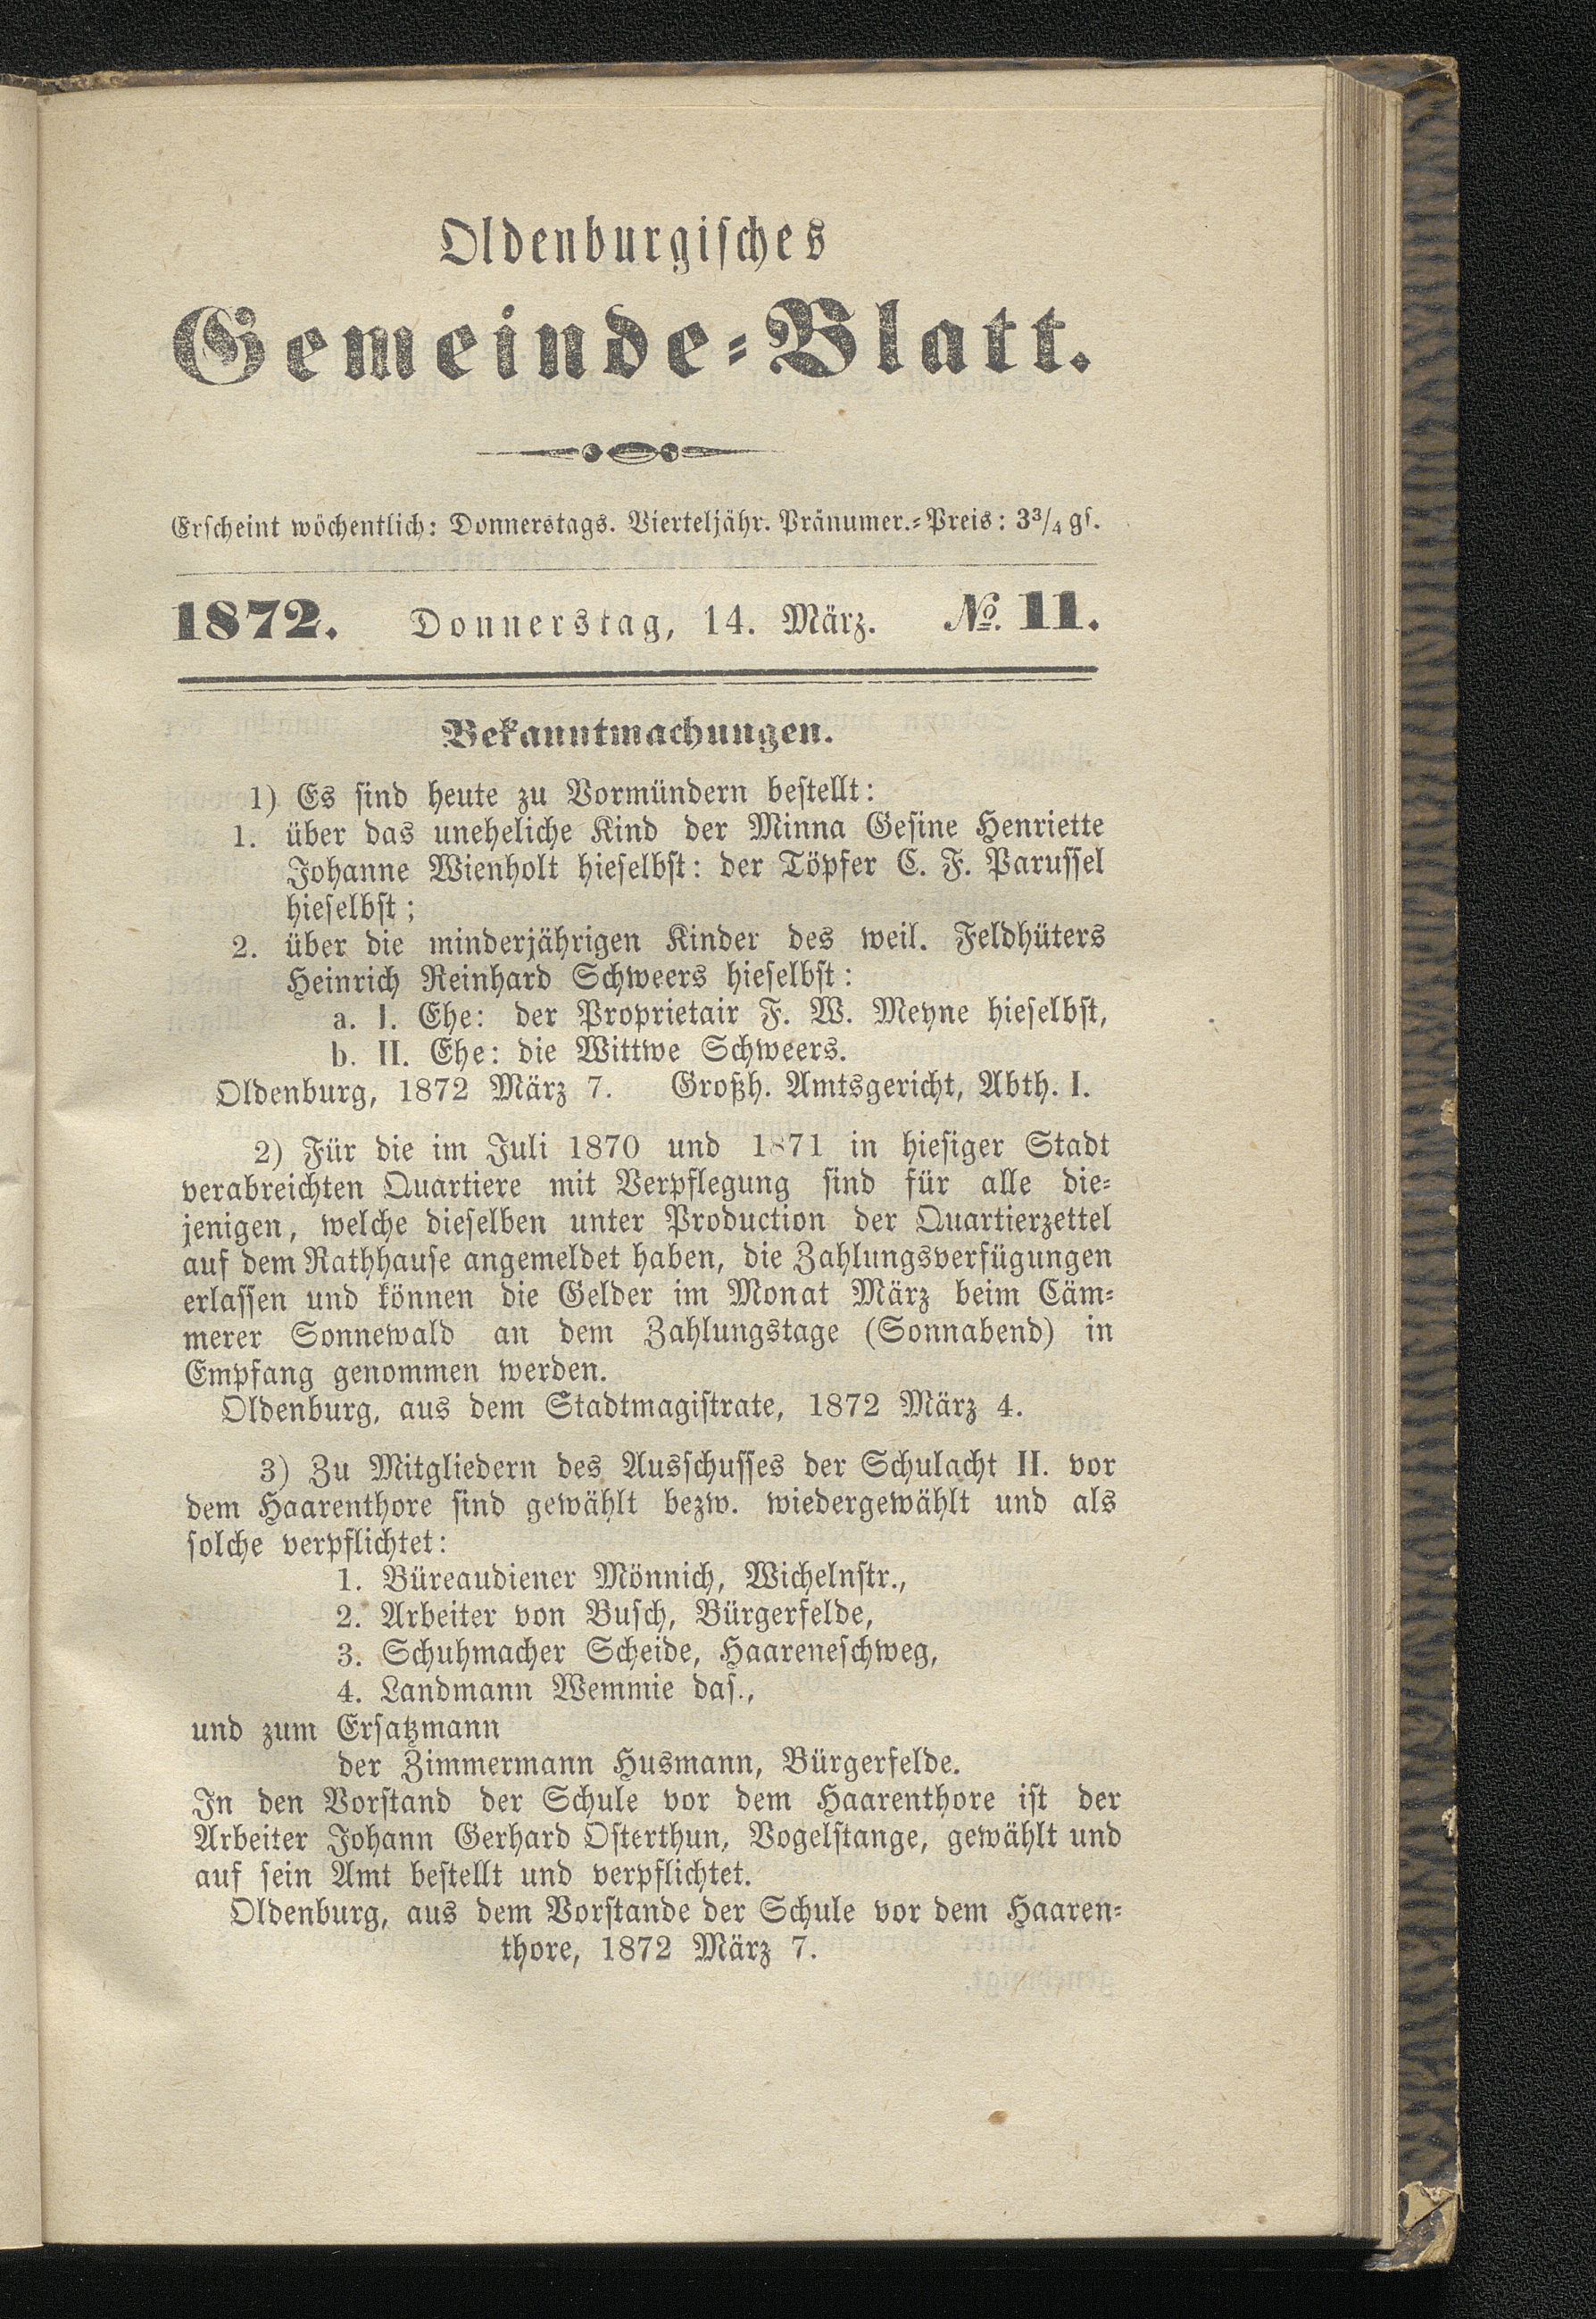 Oldenburgisches
Gemeinde-Blatt.
Erscheint wöchentlich: Donnerstags. Vierteljähr. Pränumer.-Preis: 3³/₄ gs.
1872. Donnerstag, 14. März. №. 11.
Bekanntmachungen.
1) Es sind heute zu Vormündern bestellt:
1. über das uneheliche Kind der Minna Gesine Henriette
Johanne Wienholt hieselbst: der Töpfer C. F. Parussel
hieselbst;
2. über die minderjährigen Kinder des weil. Feldhüters
Heinrich Reinhard Schweers hieselbst:
a. I. Ehe: der Proprietair F. W. Meyne hieselbst,
b. II. Ehe: die Wittwe Schweers.
Oldenburg, 1872 März 7. Großh. Amtsgericht, Abth. I.
2) Für die im Juli 1870 und 1871 in hiesiger Stadt
verabreichten Quartiere mit Verpflegung sind für alle die-
jenigen, welche dieselben unter Production der Quartierzettel
auf dem Rathhause angemeldet haben, die Zahlungsverfügungen
erlassen und können die Gelder im Monat März beim Cäm-
merer Sonnewald an dem Zahlungstage (Sonnabend) in
Empfang genommen werden.
Oldenburg, aus dem Stadtmagistrate, 1872 März 4.
3) Zu Mitgliedern des Ausschusses der Schulacht II. vor
dem Haarenthore sind gewählt bezw. wiedergewählt und als
solche verpflichtet:
1. Büreaudiener Mönnich, Wichelnstr.,
2. Arbeiter von Busch, Bürgerfelde,
3. Schuhmacher Scheide, Haareneschweg,
4. Landmann Wemmie das.,
und zum Ersatzmann
der Zimmermann Husmann, Bürgerfelde.
In den Vorstand der Schule vor dem Haarenthore ist der
Arbeiter Johann Gerhard Osterthun, Vogelstange, gewählt und
auf sein Amt bestellt und verpflichtet.
Oldenburg, aus dem Vorstande der Schule vor dem Haaren-
thore, 1872 März 7.